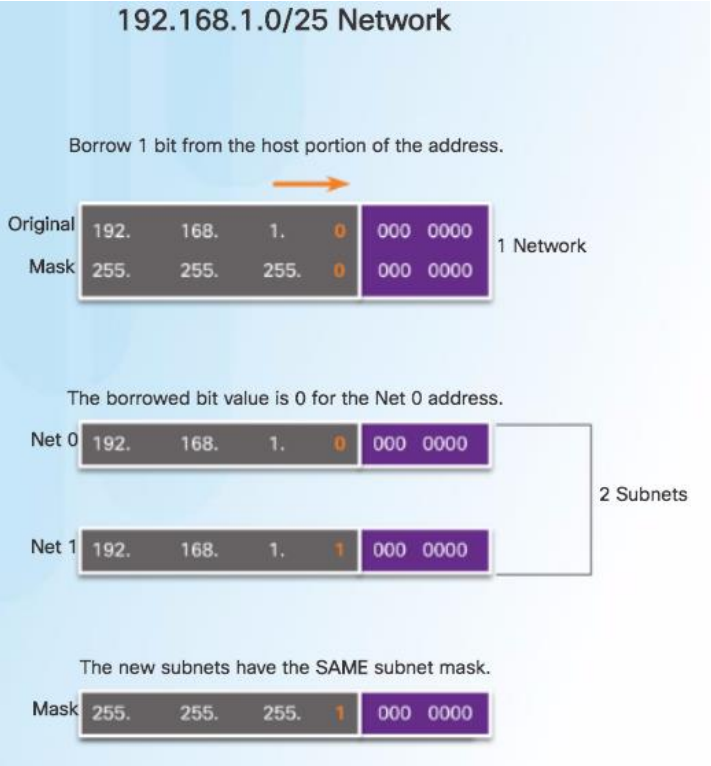 192.168.1.0/25 Network
Borrow 1 bit from the host portion of the address.
Original 192. 168. 1. 0 000 0000
1 Network
Mask 255. 255. 255. 0 000 0000
The borrowed bit value is 0 for the Net 0 address.
Net 0 192. 168. 1. 0 000 0000
2 Subnets
Net 1 192. 168. 1. 1 000 0000
The new subnets have the SAME subnet mask.
Mask 255. 255. 255. 1 000 0000